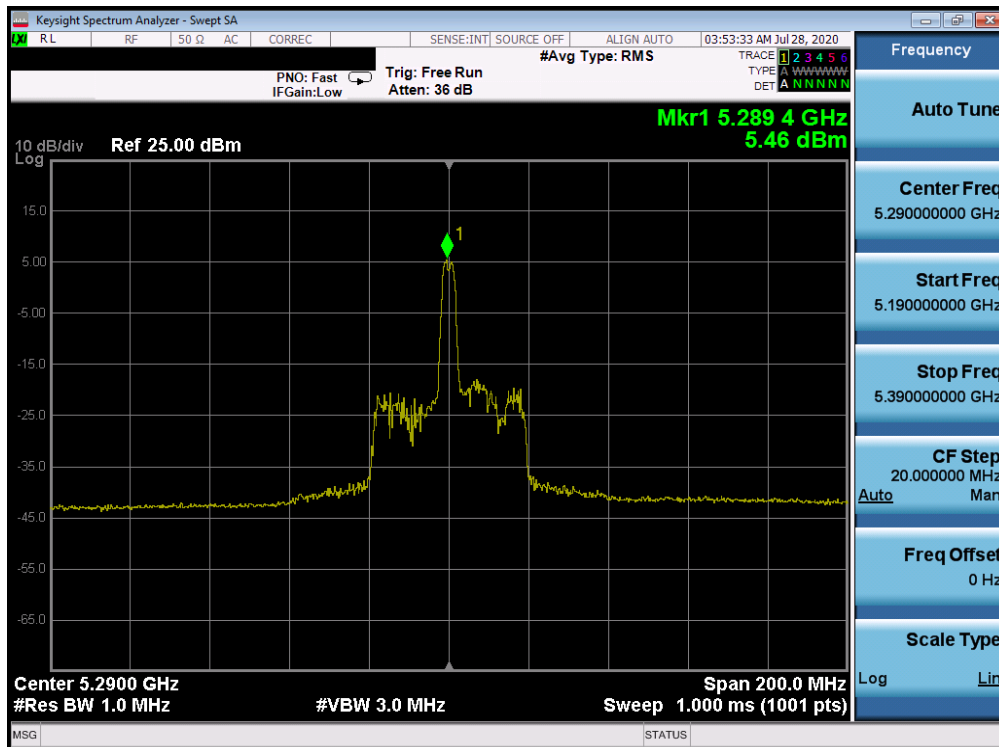 Keysight Spectrum Analyzer - Swept SA
LXI RL RF 50 Ω AC CORREC SENSE:INT SOURCE OFF ALIGN AUTO 03:53:33 AM Jul 28, 2020
#Avg Type: RMS
TRACE 1 2 3 4 5 6
PNO: Fast Trig: Free Run
TYPE A WWWWW
IFGain:Low Atten: 36 dB
DET A N N N N N
Mkr1 5.289 4 GHz
5.46 dBm
10 dB/div Ref 25.00 dBm
Log
15.0
1
5.00
-5.00
-15.0
-25.0
-35.0
-45.0
-55.0
-65.0
Center 5.2900 GHz Span 200.0 MHz
#Res BW 1.0 MHz #VBW 3.0 MHz Sweep 1.000 ms (1001 pts)
MSG STATUS
Frequency
Auto Tune
Center Freq
5.290000000 GHz
Start Freq
5.190000000 GHz
Stop Freq
5.390000000 GHz
CF Step
20.000000 MHz
Auto Man
Freq Offset
0 Hz
Scale Type
Log Lin